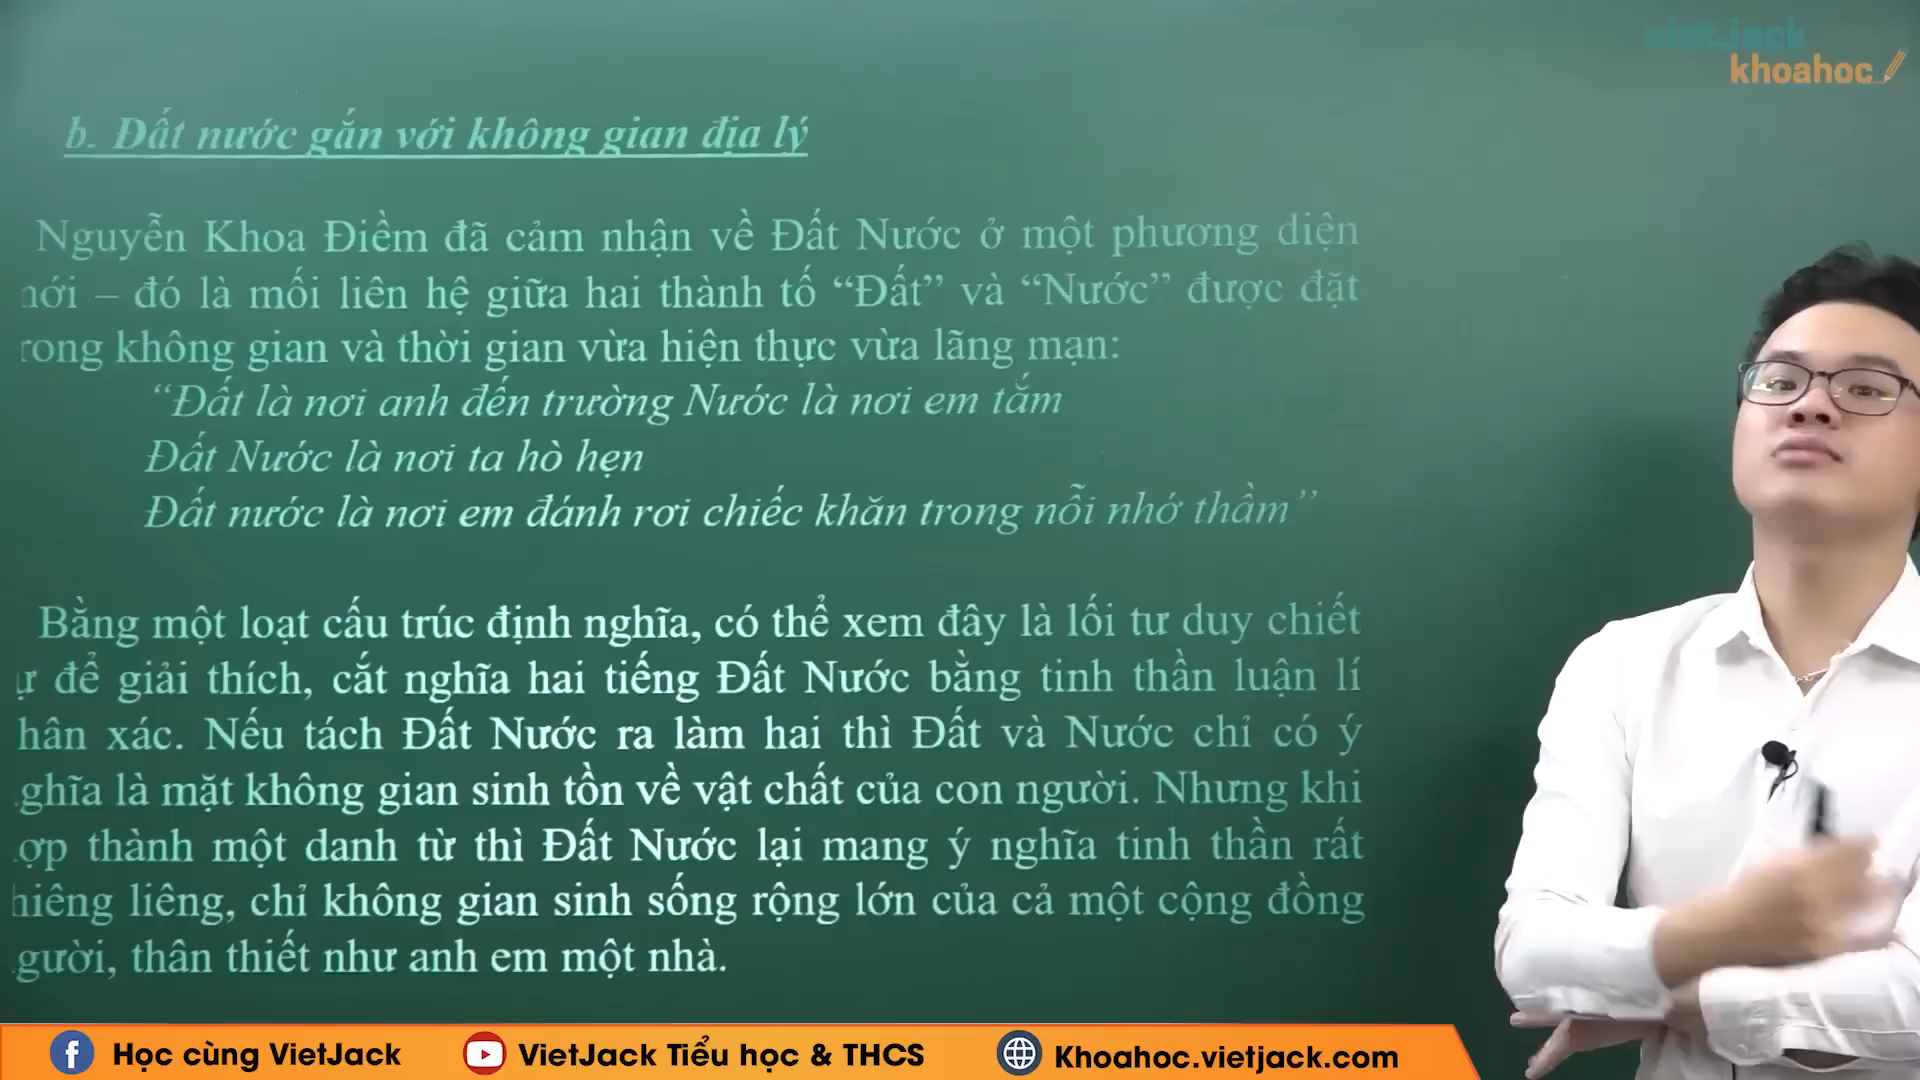 vietJack
khoahoc
b. Đất nước gắn với không gian địa lý
Nguyễn Khoa Điềm đã cảm nhận về Đất Nước ở một phương diện
nới – đó là mối liên hệ giữa hai thành tố “Đất” và “Nước” được đặt
rong không gian và thời gian vừa hiện thực vừa lãng mạn:
“Đất là nơi anh đến trường Nước là nơi em tắm
Đất Nước là nơi ta hò hẹn
Đất nước là nơi em đánh rơi chiếc khăn trong nỗi nhớ thầm”
Bằng một loạt cấu trúc định nghĩa, có thể xem đây là lối tư duy chiết
ự để giải thích, cắt nghĩa hai tiếng Đất Nước bằng tinh thần luận lí
hân xác. Nếu tách Đất Nước ra làm hai thì Đất và Nước chỉ có ý
ghĩa là mặt không gian sinh tồn về vật chất của con người. Nhưng khi
ợp thành một danh từ thì Đất Nước lại mang ý nghĩa tinh thần rất
hiêng liêng, chỉ không gian sinh sống rộng lớn của cả một cộng đồng
gười, thân thiết như anh em một nhà.
Học cùng VietJack
VietJack Tiểu học & THCS
Khoahoc.vietjack.com